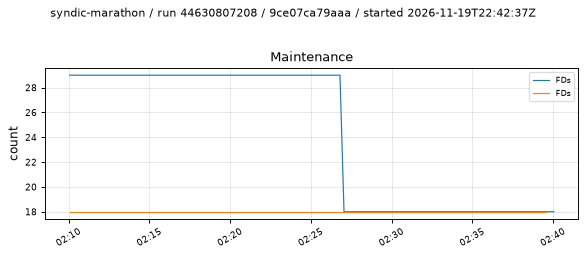 syndic-marathon / run 44630807208 / 9ce07ca79aaa / started 2026-11-19T22:42:37Z
Maintenance
FDs
FDs
count
28
26
24
22
20
18
02:10
02:15
02:20
02:25
02:30
02:35
02:40